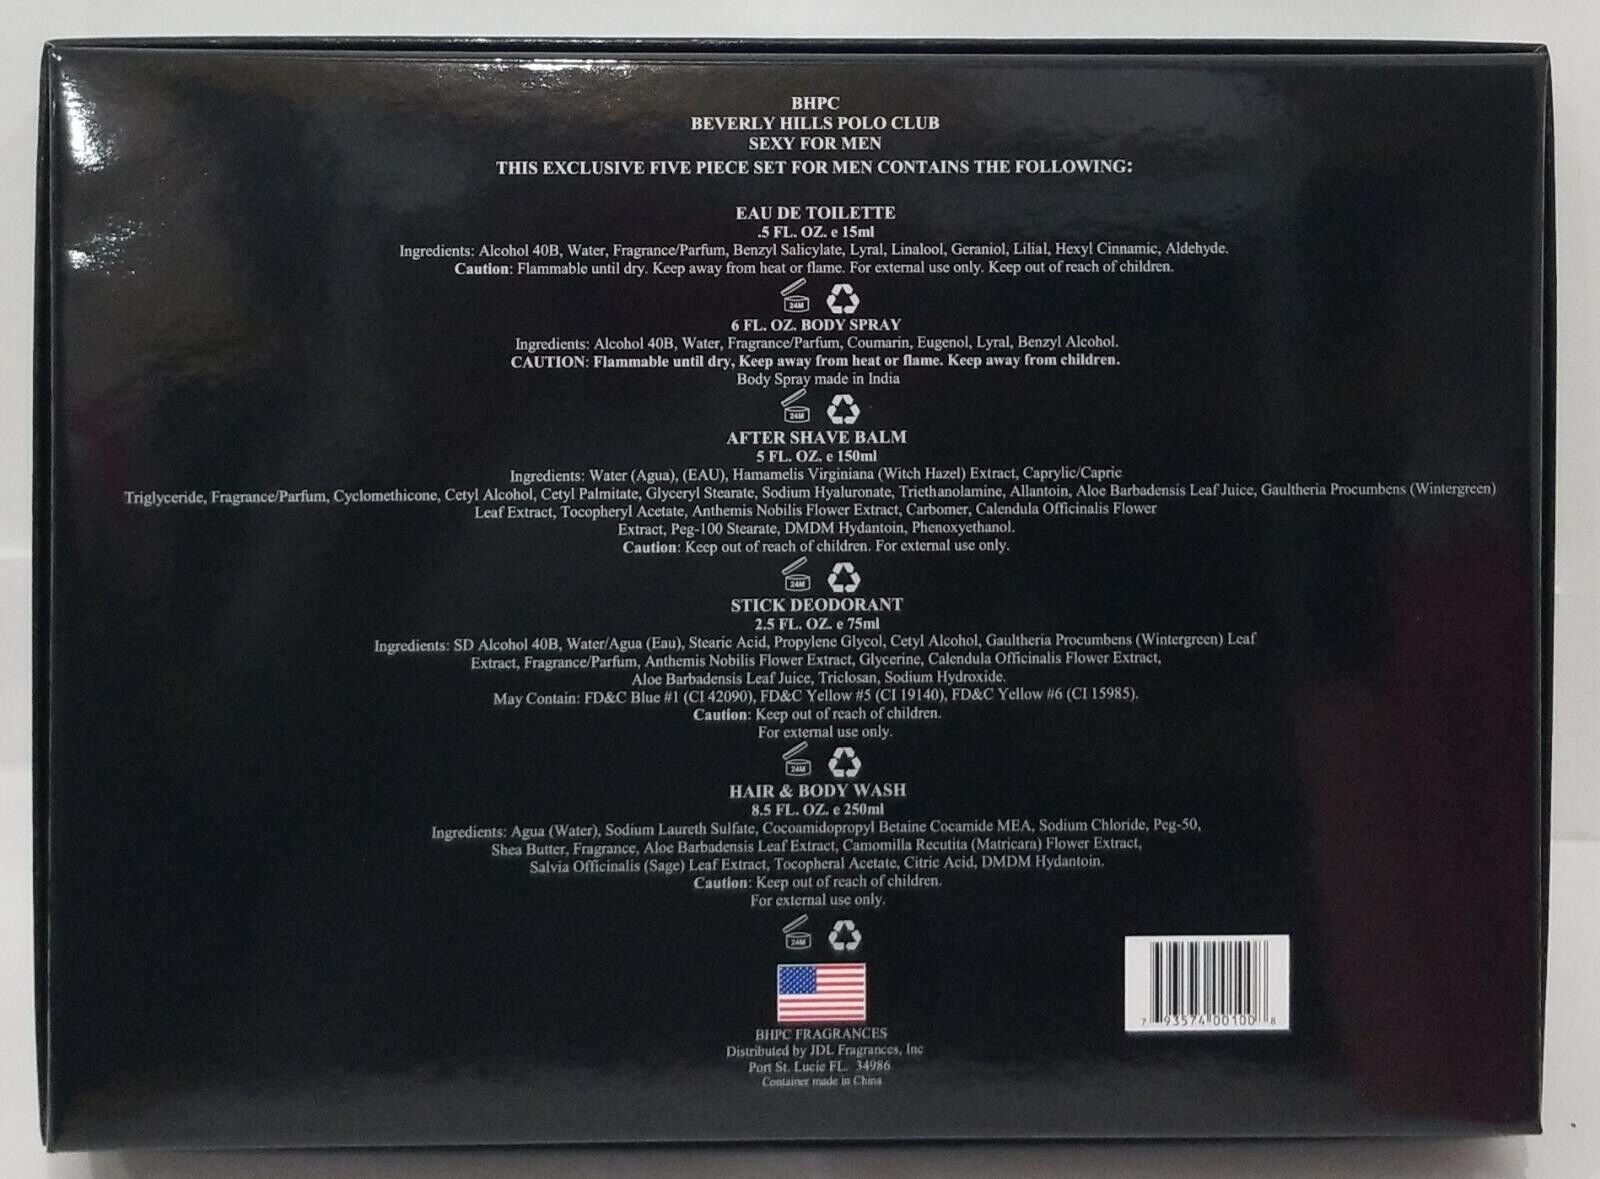 BHPC
BEVERLY HILLS POLO CLUB
SEXY FOR MEN
THIS EXCLUSIVE FIVE PIECE SET FOR MEN CONTAINS THE FOLLOWING:
EAU DE TOILETTE
.5 FL. OZ. e 15ml
Ingredients: Alcohol 40B, Water, Fragrance/Parfum, Benzyl Salicylate, Lyral, Linalool, Geraniol, Lilial, Hexyl Cinnamic, Aldehyde.
Caution: Flammable until dry. Keep away from heat or flame. For external use only. Keep out of reach of children.
24M
6 FL. OZ. BODY SPRAY
Ingredients: Alcohol 40B, Water, Fragrance/Parfum, Coumarin, Eugenol, Lyral, Benzyl Alcohol.
CAUTION: Flammable until dry, Keep away from heat or flame. Keep away from children.
Body Spray made in India
24M
AFTER SHAVE BALM
5 FL. OZ. e 150ml
Ingredients: Water (Agua), (EAU), Hamamelis Virginiana (Witch Hazel) Extract, Caprylic/Capric
Triglyceride, Fragrance/Parfum, Cyclomethicone, Cetyl Alcohol, Cetyl Palmitate, Glyceryl Stearate, Sodium Hyaluronate, Triethanolamine, Allantoin, Aloe Barbadensis Leaf Juice, Gaultheria Procumbens (Wintergreen)
Leaf Extract, Tocopheryl Acetate, Anthemis Nobilis Flower Extract, Carbomer, Calendula Officinalis Flower
Extract, Peg-100 Stearate, DMDM Hydantoin, Phenoxyethanol.
Caution: Keep out of reach of children. For external use only.
24M
STICK DEODORANT
2.5 FL. OZ. e 75ml
Ingredients: SD Alcohol 40B, Water/Agua (Eau), Stearic Acid, Propylene Glycol, Cetyl Alcohol, Gaultheria Procumbens (Wintergreen) Leaf
Extract, Fragrance/Parfum, Anthemis Nobilis Flower Extract, Glycerine, Calendula Officinalis Flower Extract,
Aloe Barbadensis Leaf Juice, Triclosan, Sodium Hydroxide.
May Contain: FD&C Blue #1 (CI 42090), FD&C Yellow #5 (CI 19140), FD&C Yellow #6 (CI 15985).
Caution: Keep out of reach of children.
For external use only.
24M
HAIR & BODY WASH
8.5 FL. OZ. e 250ml
Ingredients: Agua (Water), Sodium Laureth Sulfate, Cocoamidopropyl Betaine Cocamide MEA, Sodium Chloride, Peg-50,
Shea Butter, Fragrance, Aloe Barbadensis Leaf Extract, Camomilla Recutita (Matricara) Flower Extract,
Salvia Officinalis (Sage) Leaf Extract, Tocopheral Acetate, Citric Acid, DMDM Hydantoin.
Caution: Keep out of reach of children.
For external use only.
24M
BHPC FRAGRANCES
Distributed by JDL Fragrances, Inc
Port St. Lucie FL. 34986
Container made in China
7 93574 00100 8